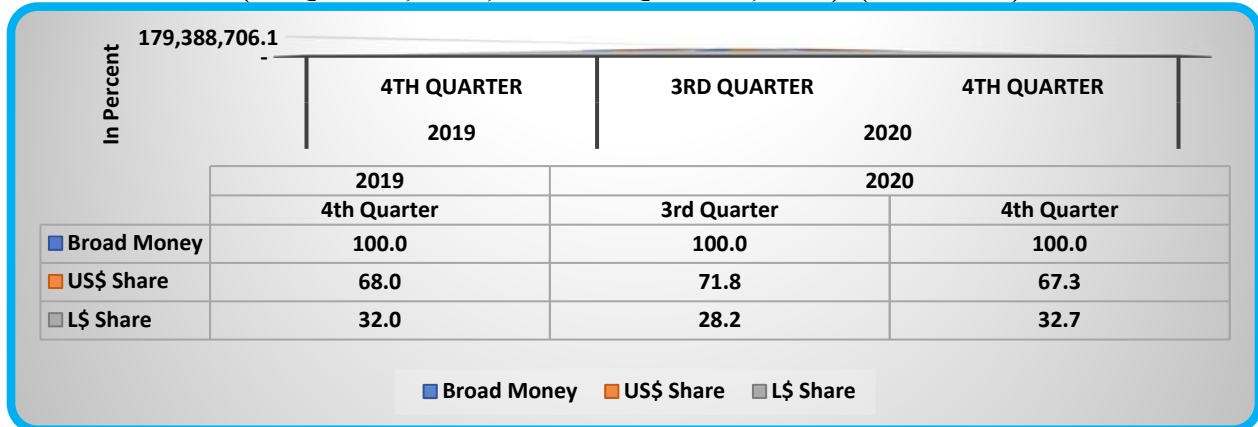 179,388,706.1
-
In Percent
4TH QUARTER 3RD QUARTER 4TH QUARTER
2019 2020
2019 2020
4th Quarter 3rd Quarter 4th Quarter
Broad Money 100.0 100.0 100.0
US$ Share 68.0 71.8 67.3
L$ Share 32.0 28.2 32.7
Broad Money US$ Share L$ Share